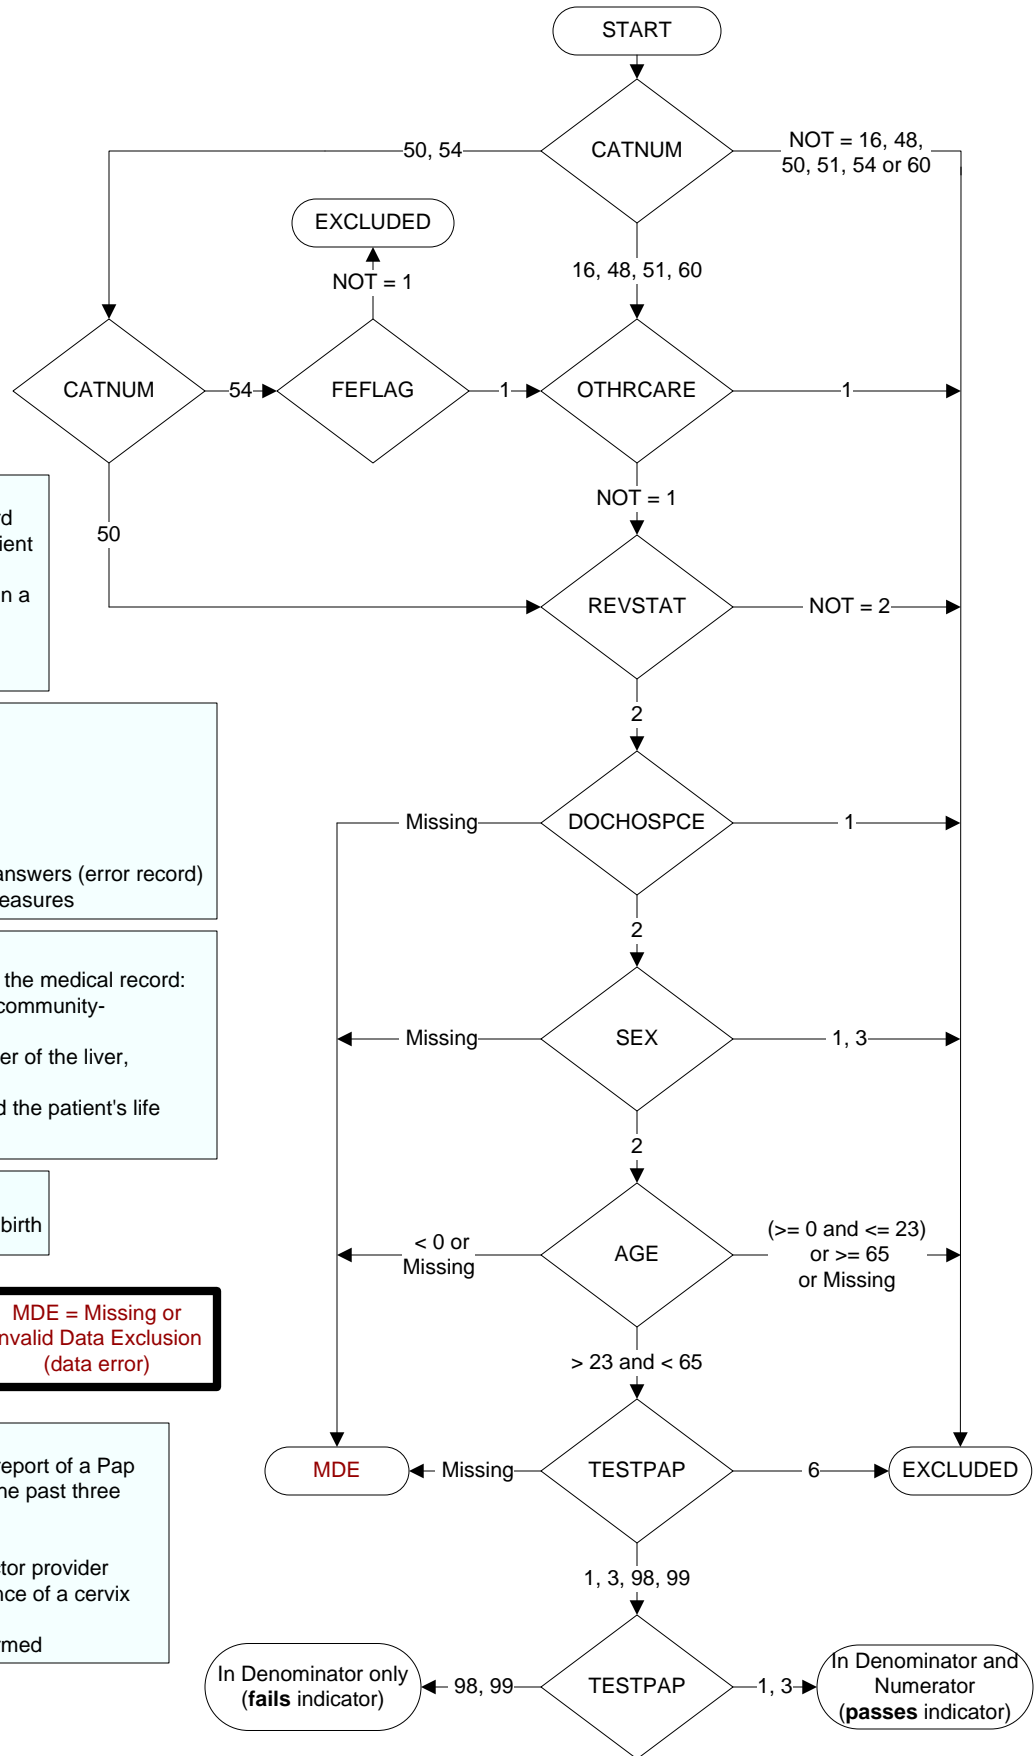 START
CATNUM
50, 54
NOT = 16, 48,
50, 51, 54 or 60
EXCLUDED
NOT = 1
16, 48, 51, 60
CATNUM
54
FEFLAG
1
OTHRCARE
1
50
NOT = 1
REVSTAT
NOT = 2
ient
n a
2
Missing
DOCHOSPCE
1
answers (error record)
easures
2
the medical record:
community-
er of the liver,
d the patient's life
Missing
SEX
1, 3
2
birth
< 0 or
Missing
AGE
(>= 0 and <= 23)
or >= 65
or Missing
MDE = Missing or
nvalid Data Exclusion
(data error)
> 23 and < 65
eport of a Pap
he past three
ctor provider
nce of a cervix
rmed
MDE
Missing
TESTPAP
6
EXCLUDED
1, 3, 98, 99
In Denominator only
(fails indicator)
98, 99
TESTPAP
1, 3
In Denominator and
Numerator
(passes indicator)